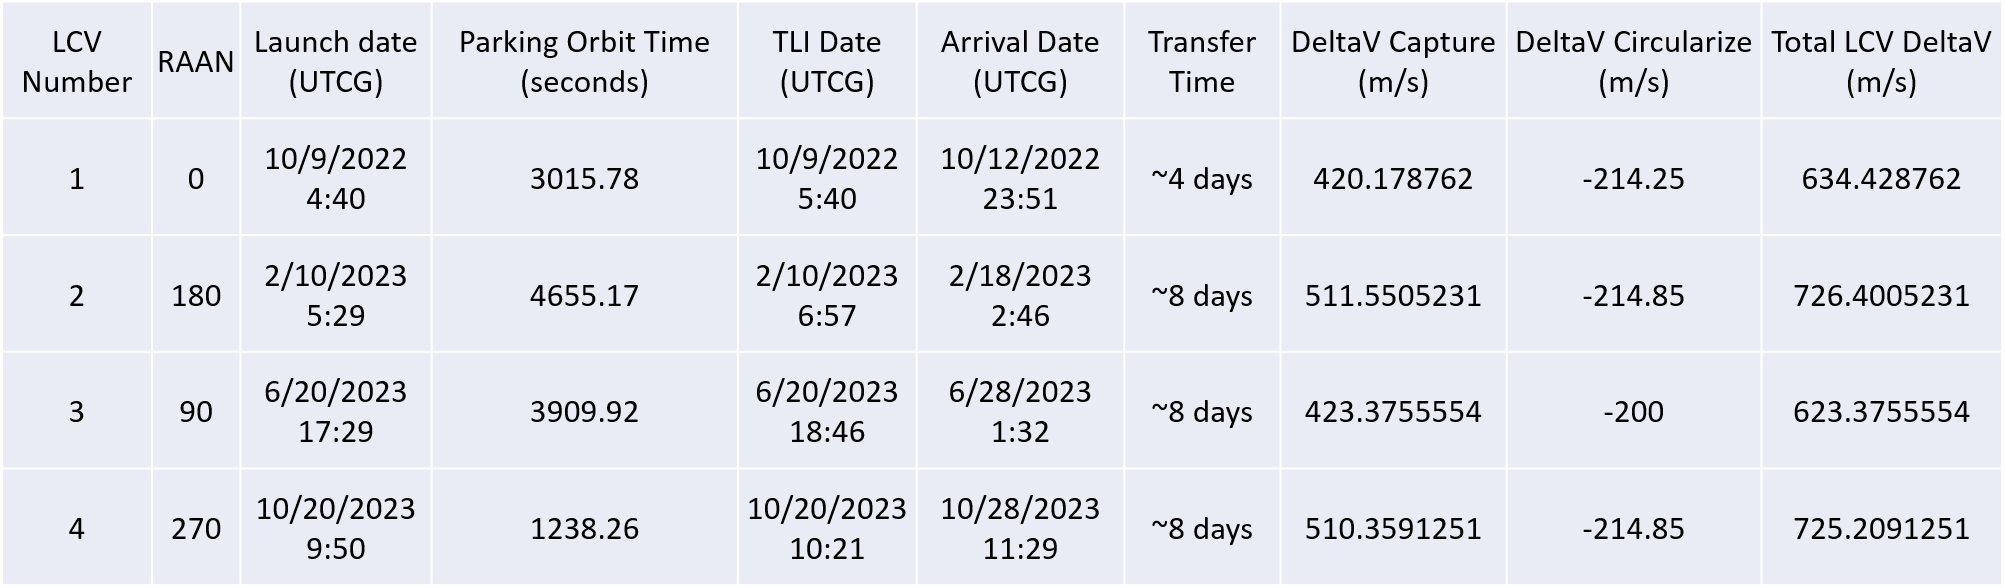 LCV Number RAAN Launch date (UTCG) Parking Orbit Time (seconds) TLI Date (UTCG) Arrival Date (UTCG) Transfer Time DeltaV Capture (m/s) DeltaV Circularize (m/s) Total LCV DeltaV (m/s)
1 0 10/9/2022 4:40 3015.78 10/9/2022 5:40 10/12/2022 23:51 ~4 days 420.178762 -214.25 634.428762
2 180 2/10/2023 5:29 4655.17 2/10/2023 6:57 2/18/2023 2:46 ~8 days 511.5505231 -214.85 726.4005231
3 90 6/20/2023 17:29 3909.92 6/20/2023 18:46 6/28/2023 1:32 ~8 days 423.3755554 -200 623.3755554
4 270 10/20/2023 9:50 1238.26 10/20/2023 10:21 10/28/2023 11:29 ~8 days 510.3591251 -214.85 725.2091251